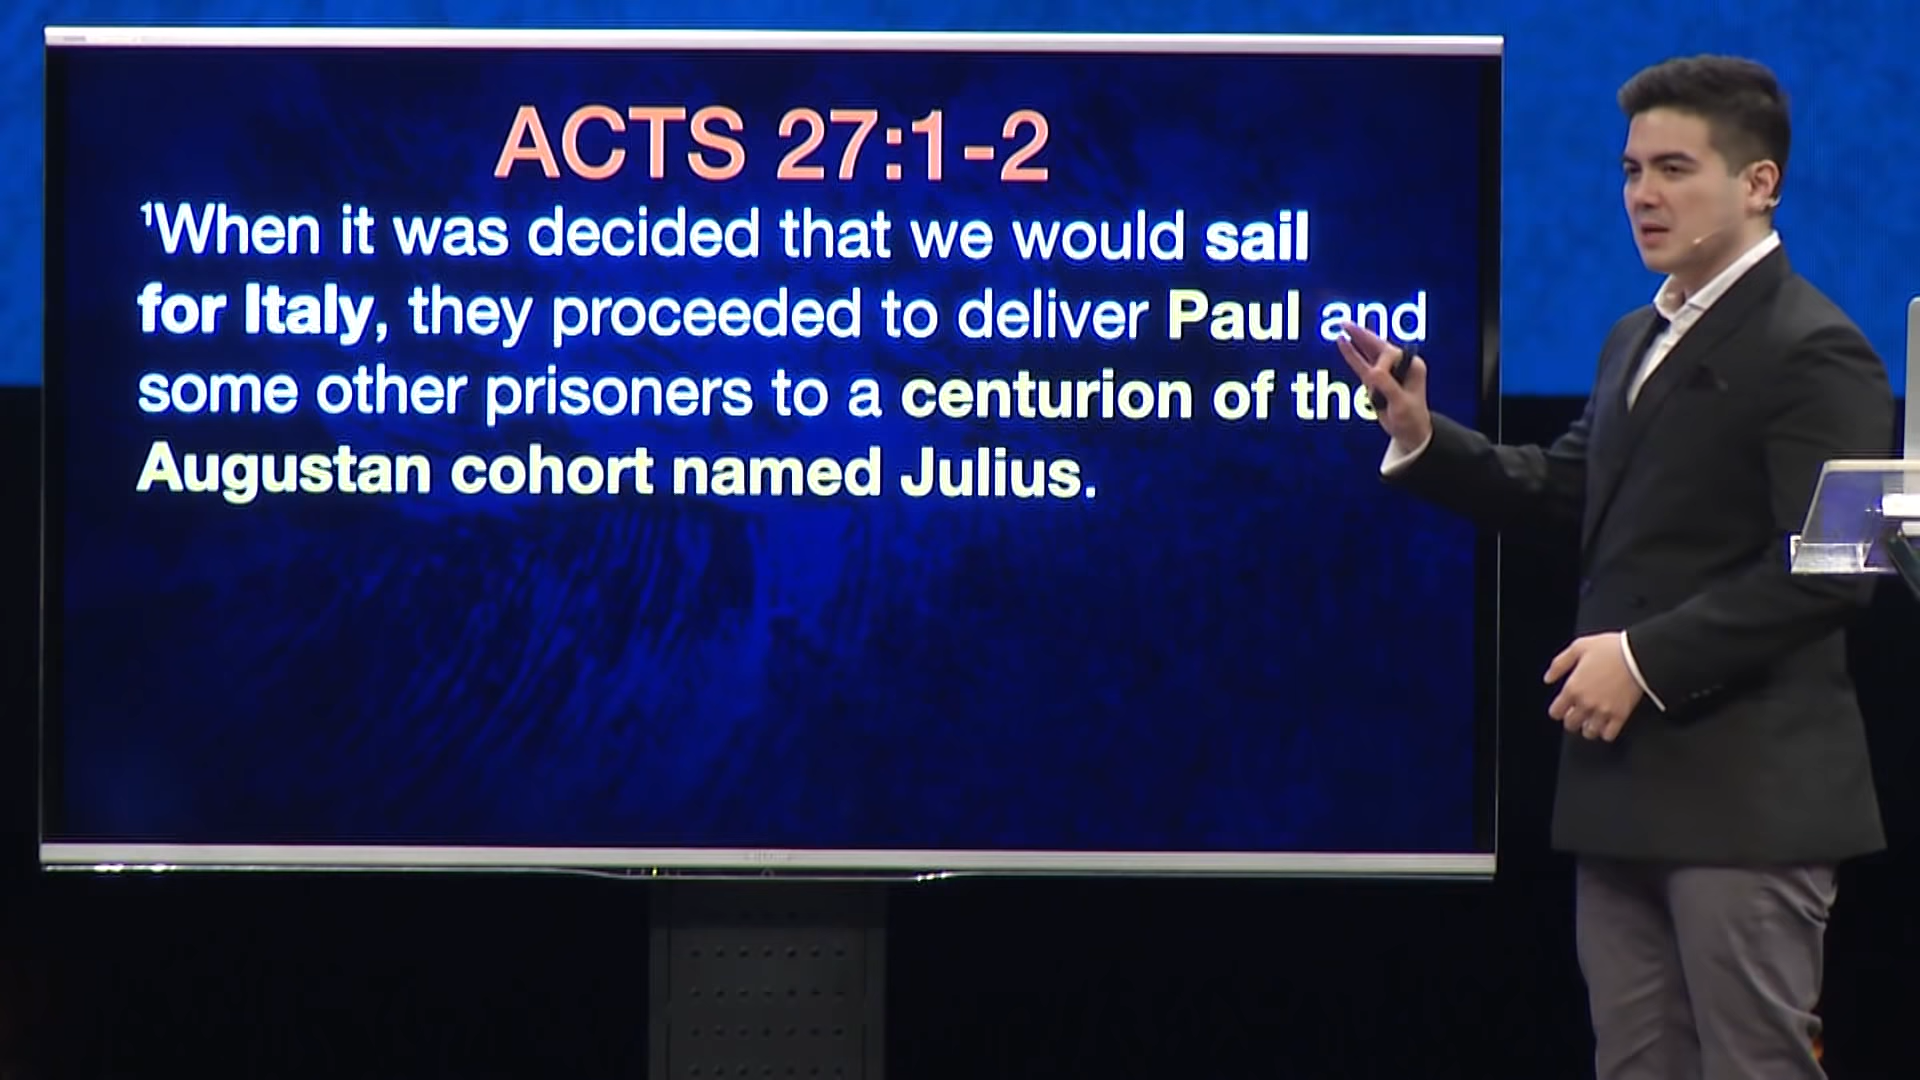 ACTS 27:1-2
¹When it was decided that we would sail
for Italy, they proceeded to deliver Paul and
some other prisoners to a centurion of the
Augustan cohort named Julius.